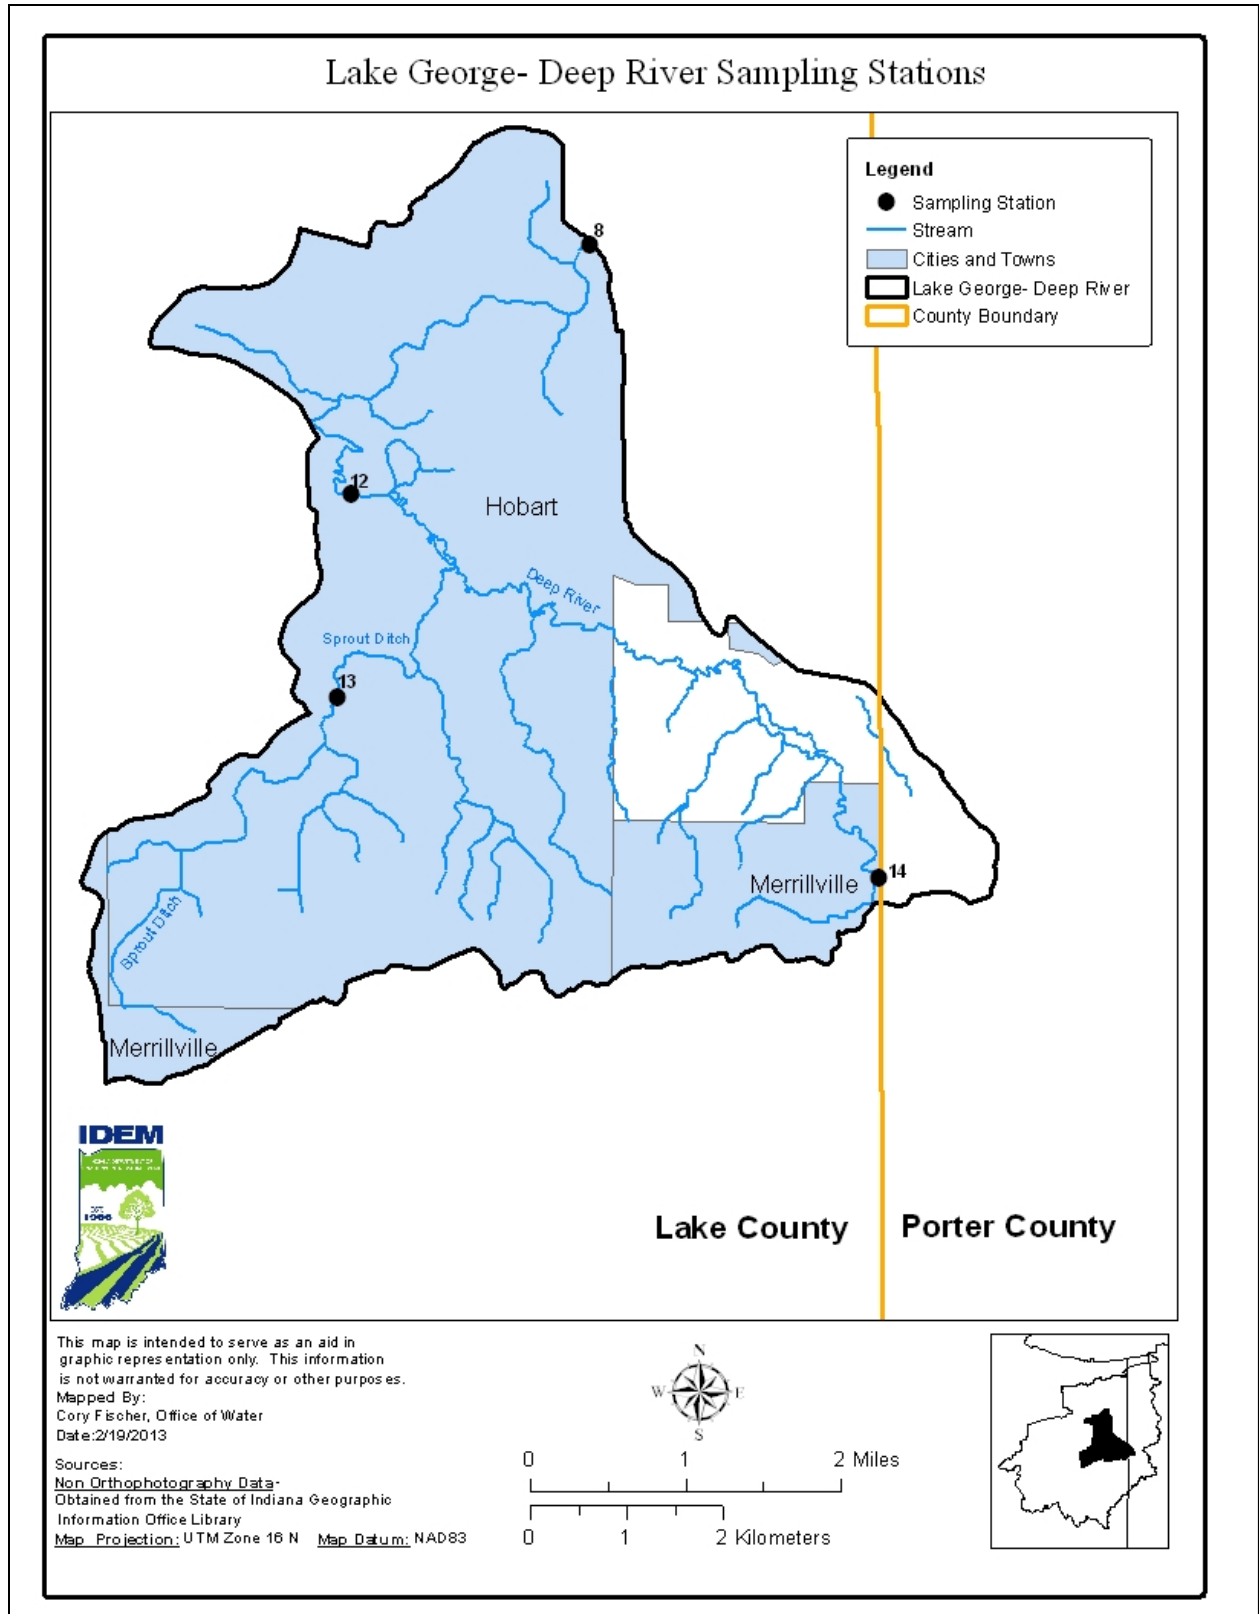 Lake George- Deep River Sampling Stations
Legend
Sampling Station
Stream
Cities and Towns
Lake George- Deep River
County Boundary
8
12
Hobart
Deep River
Sprout Ditch
13
14
Merrillville
Sprout Ditch
Merrillville
IDEM
1986
Lake County
Porter County
This map is intended to serve as an aid in
graphic representation only. This information
is not warranted for accuracy or other purposes.
Mapped By:
Cory Fischer, Office of Water
Date:2/19/2013
Sources:
Non Orthophotography Data-
Obtained from the State of Indiana Geographic
Information Office Library
Map Projection: UTM Zone 16 N Map Datum: NAD83
N
W E
S
0 1 2 Miles
0 1 2 Kilometers